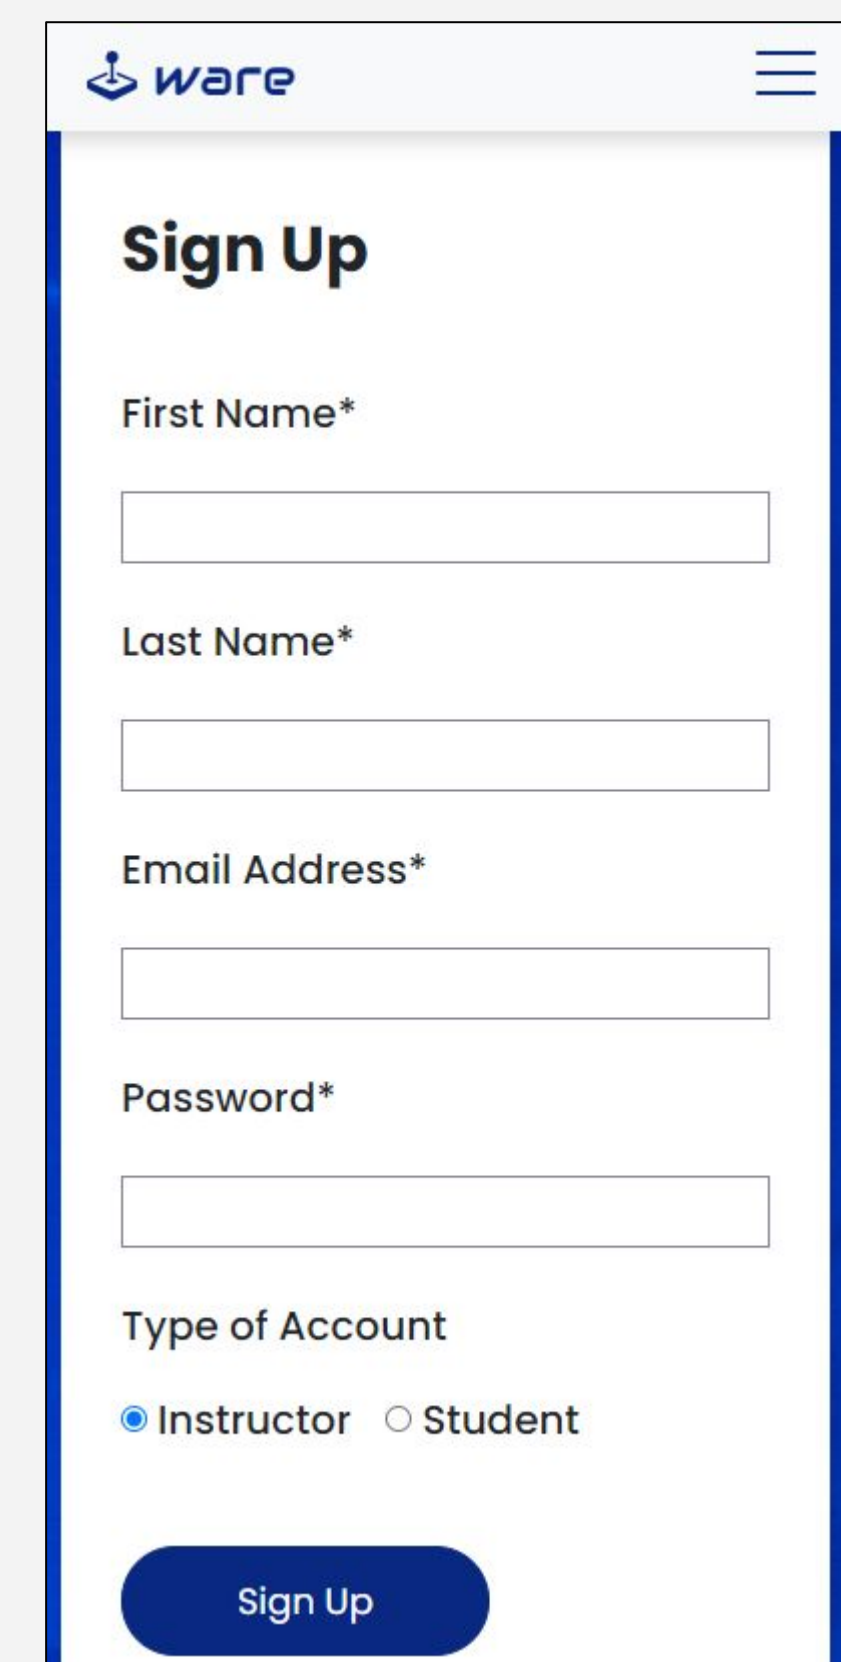 ware
Sign Up
First Name*
Last Name*
Email Address*
Password*
Type of Account
Instructor Student
Sign Up